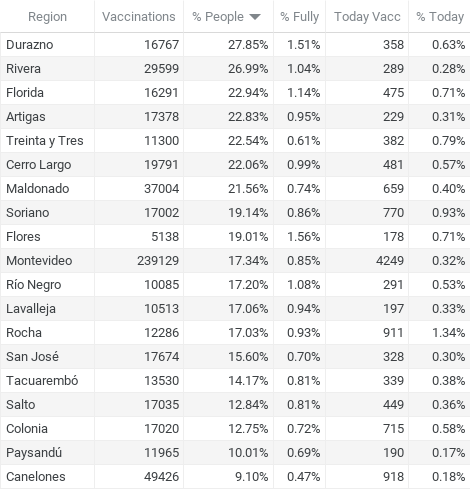 Region Vaccinations % People % Fully Today Vacc % Today
Durazno 16767 27.85% 1.51% 358 0.63%
Rivera 29599 26.99% 1.04% 289 0.28%
Florida 16291 22.94% 1.14% 475 0.71%
Artigas 17378 22.83% 0.95% 229 0.31%
Treinta y Tres 11300 22.54% 0.61% 382 0.79%
Cerro Largo 19791 22.06% 0.99% 481 0.57%
Maldonado 37004 21.56% 0.74% 659 0.40%
Soriano 17002 19.14% 0.86% 770 0.93%
Flores 5138 19.01% 1.56% 178 0.71%
Montevideo 239129 17.34% 0.85% 4249 0.32%
Río Negro 10085 17.20% 1.08% 291 0.53%
Lavalleja 10513 17.06% 0.94% 197 0.33%
Rocha 12286 17.03% 0.93% 911 1.34%
San José 17674 15.60% 0.70% 328 0.30%
Tacuarembó 13530 14.17% 0.81% 339 0.38%
Salto 17035 12.84% 0.81% 449 0.36%
Colonia 17020 12.75% 0.72% 715 0.58%
Paysandú 11965 10.01% 0.69% 190 0.17%
Canelones 49426 9.10% 0.47% 918 0.18%